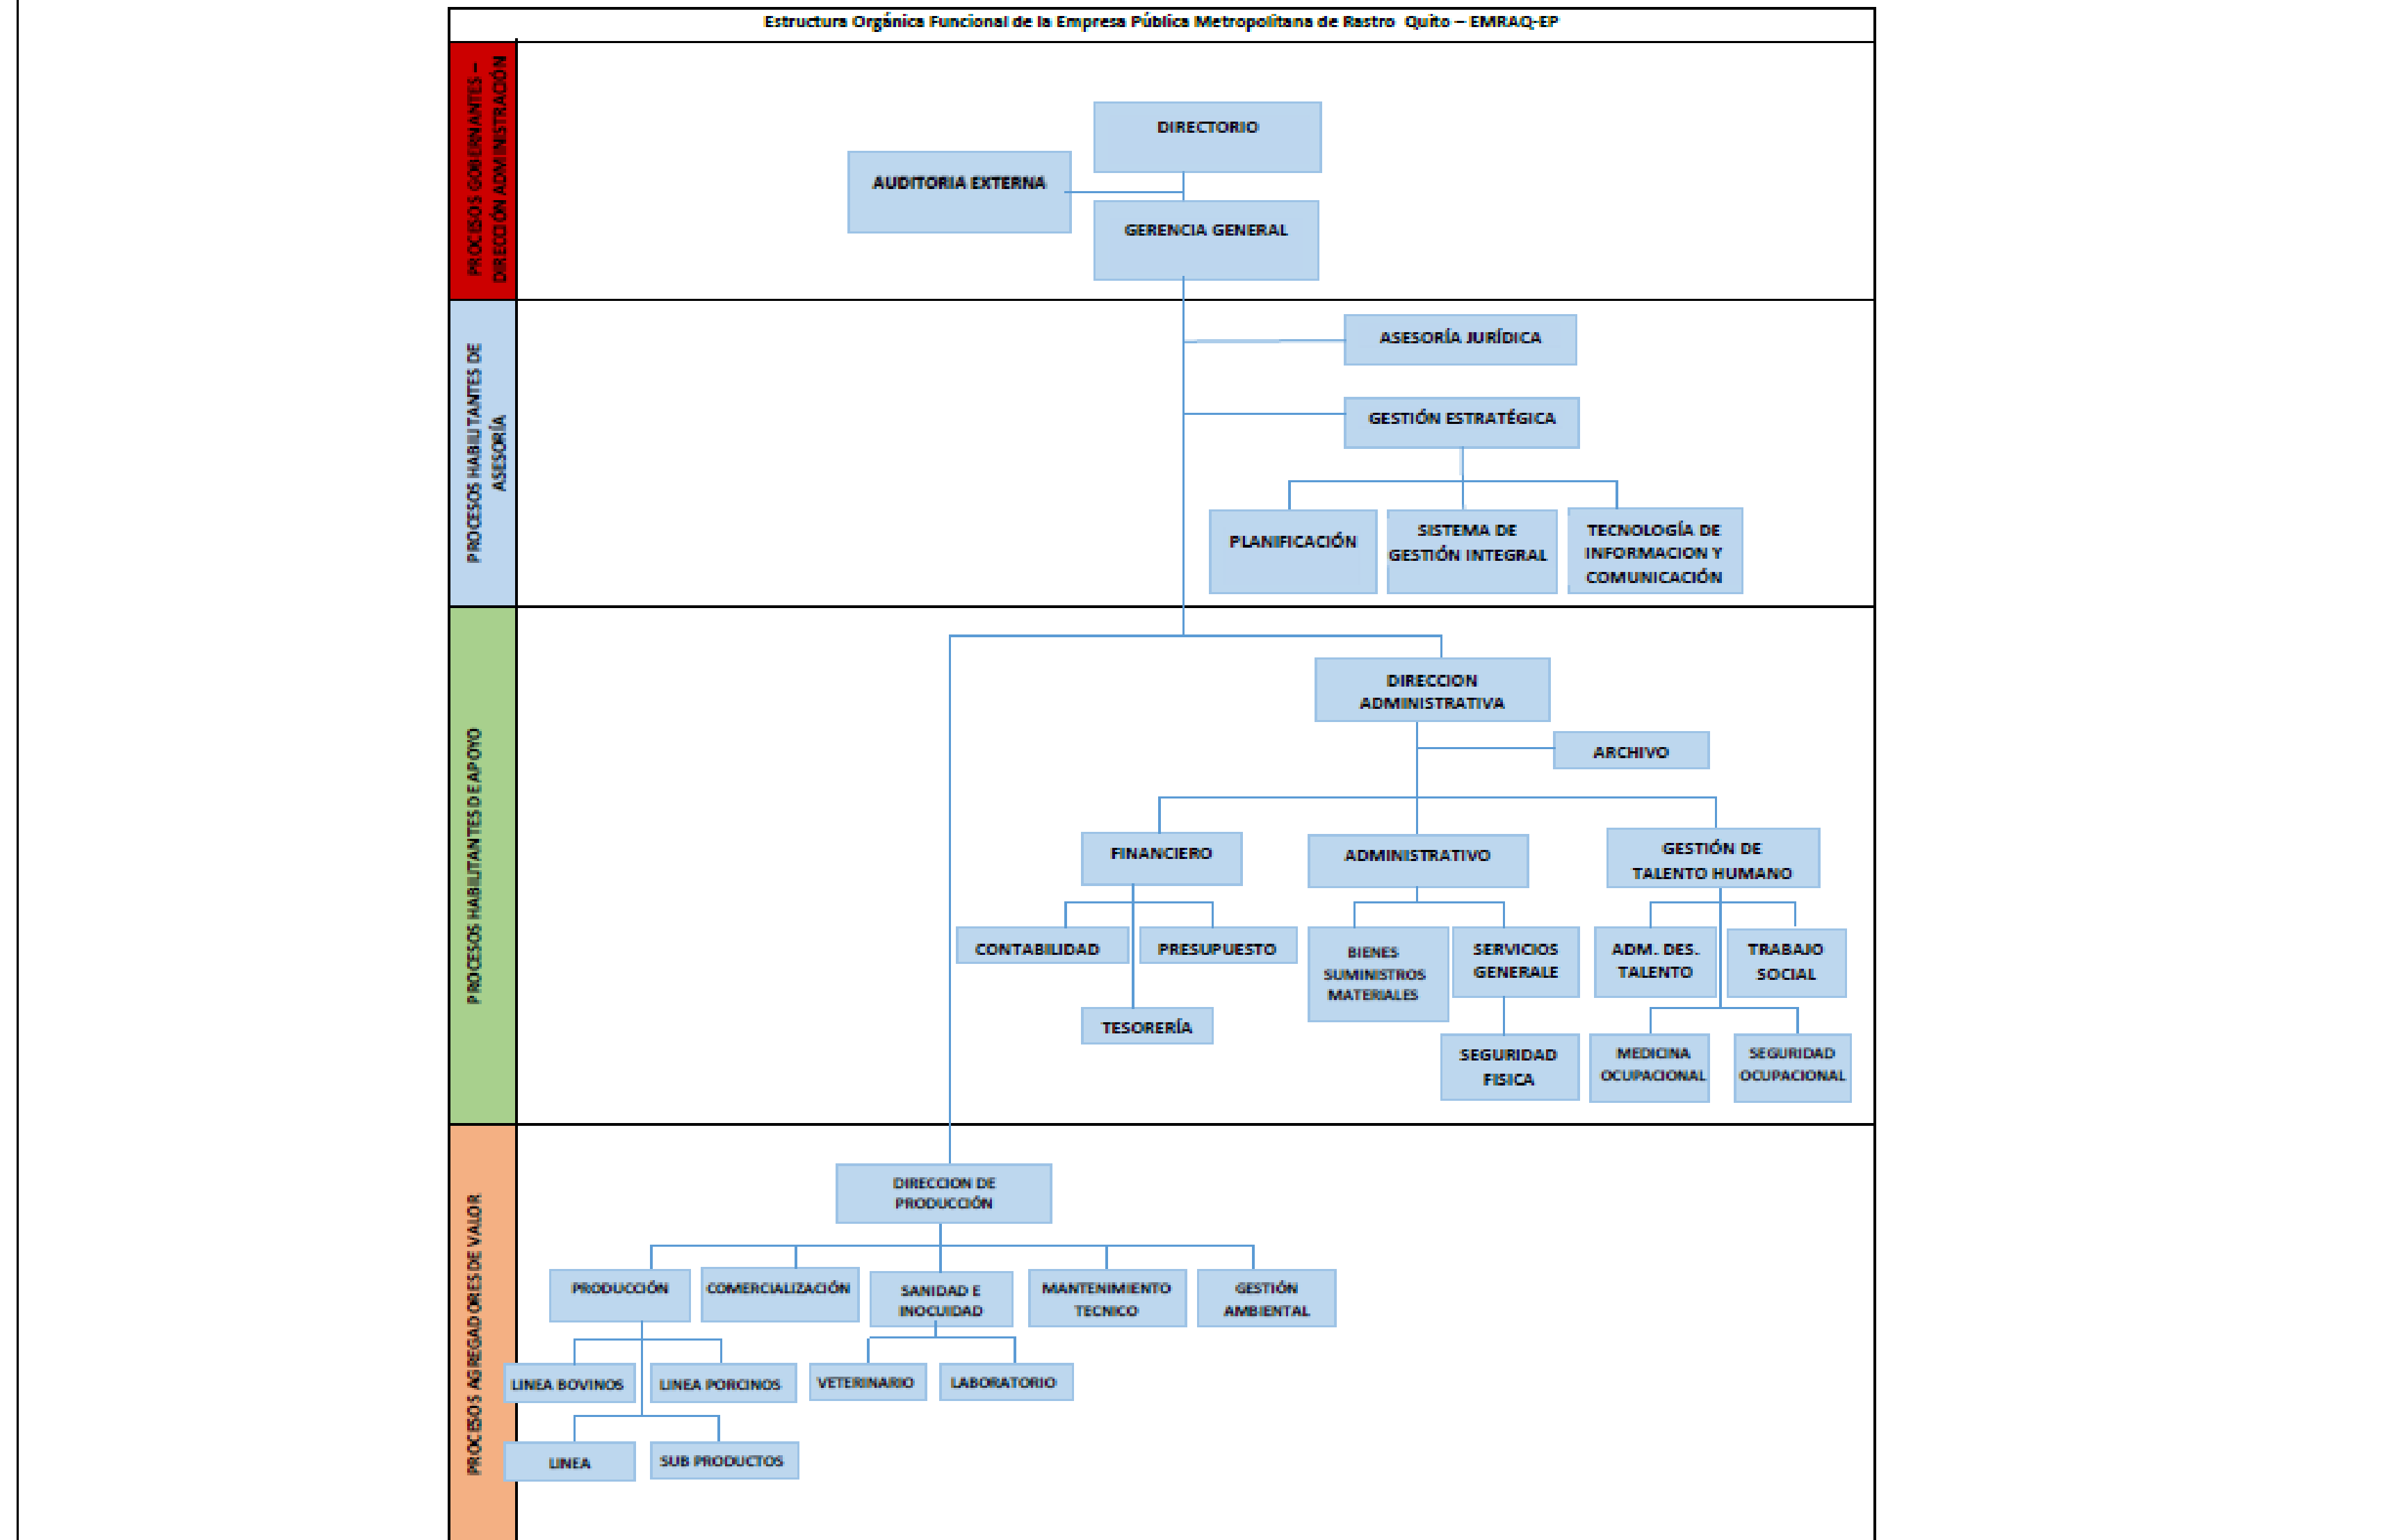 Estructura Orgánica Funcional de la Empresa Pública Metropolitana de Rastro Quito – EMRAQ-EP
PROCESOS GOBERNANTES –
DIRECCIÓN ADMINISTRACIÓN
DIRECTORIO
AUDITORIA EXTERNA
GERENCIA GENERAL
PROCESOS HABILITANTES DE
ASESORÍA
ASESORÍA JURÍDICA
GESTIÓN ESTRATÉGICA
PLANIFICACIÓN
SISTEMA DE
GESTIÓN INTEGRAL
TECNOLOGÍA DE
INFORMACION Y
COMUNICACIÓN
PROCESOS HABILITANTES DE APOYO
DIRECCION
ADMINISTRATIVA
ARCHIVO
FINANCIERO
ADMINISTRATIVO
GESTIÓN DE
TALENTO HUMANO
CONTABILIDAD
PRESUPUESTO
BIENES
SUMINISTROS
MATERIALES
SERVICIOS
GENERALE
ADM. DES.
TALENTO
TRABAJO
SOCIAL
TESORERÍA
SEGURIDAD
FISICA
MEDICINA
OCUPACIONAL
SEGURIDAD
OCUPACIONAL
PROCESOS AGREGADORES DE VALOR
DIRECCION DE
PRODUCCIÓN
PRODUCCIÓN
COMERCIALIZACIÓN
SANIDAD E
INOCUIDAD
MANTENIMIENTO
TECNICO
GESTIÓN
AMBIENTAL
LINEA BOVINOS
LINEA PORCINOS
VETERINARIO
LABORATORIO
LINEA
SUB PRODUCTOS